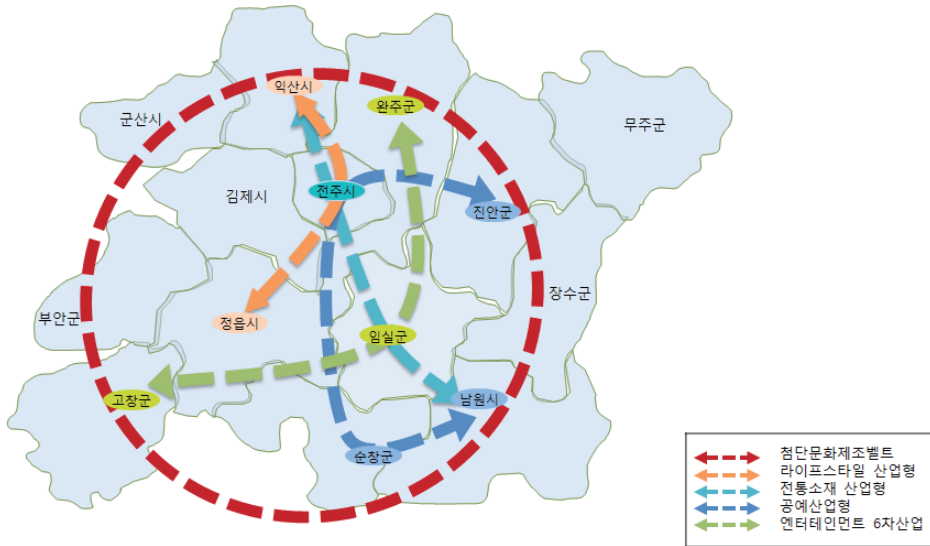 익산시
완주군
군산시
무주군
김제시
전주시
진안군
장수군
부안군
정읍시
임실군
고창군
남원시
순창군
첨단문화제조벨트
라이프스타일 산업형
전통소재 산업형
공예산업형
엔터테인먼트 6차산업